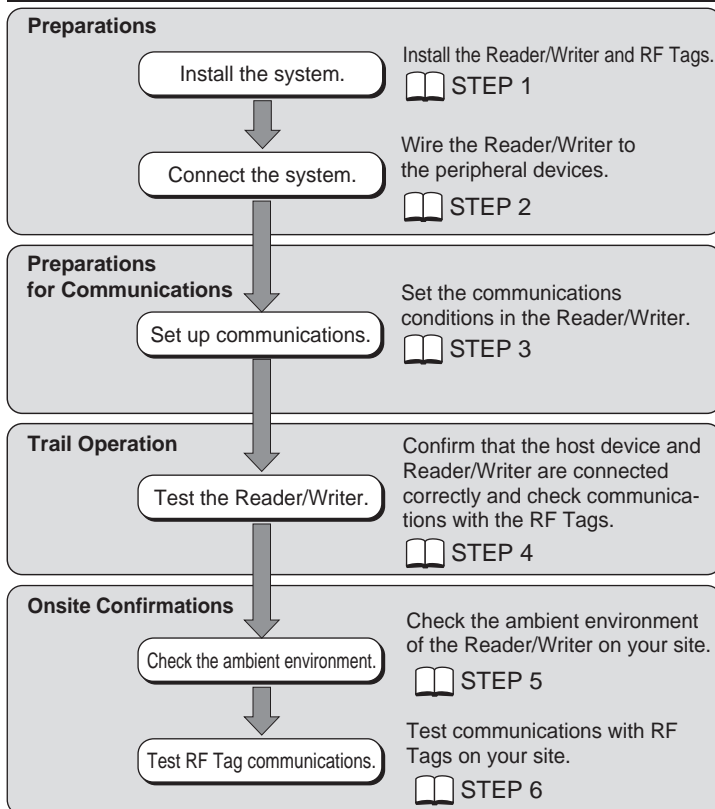 Preparations
Install the system.
Install the Reader/Writer and RF Tags.
STEP 1
Connect the system.
Wire the Reader/Writer to
the peripheral devices.
STEP 2
Preparations
for Communications
Set up communications.
Set the communications
conditions in the Reader/Writer.
STEP 3
Trail Operation
Test the Reader/Writer.
Confirm that the host device and
Reader/Writer are connected
correctly and check communica-
tions with the RF Tags.
STEP 4
Onsite Confirmations
Check the ambient environment.
Check the ambient environment
of the Reader/Writer on your site.
STEP 5
Test RF Tag communications.
Test communications with RF
Tags on your site.
STEP 6